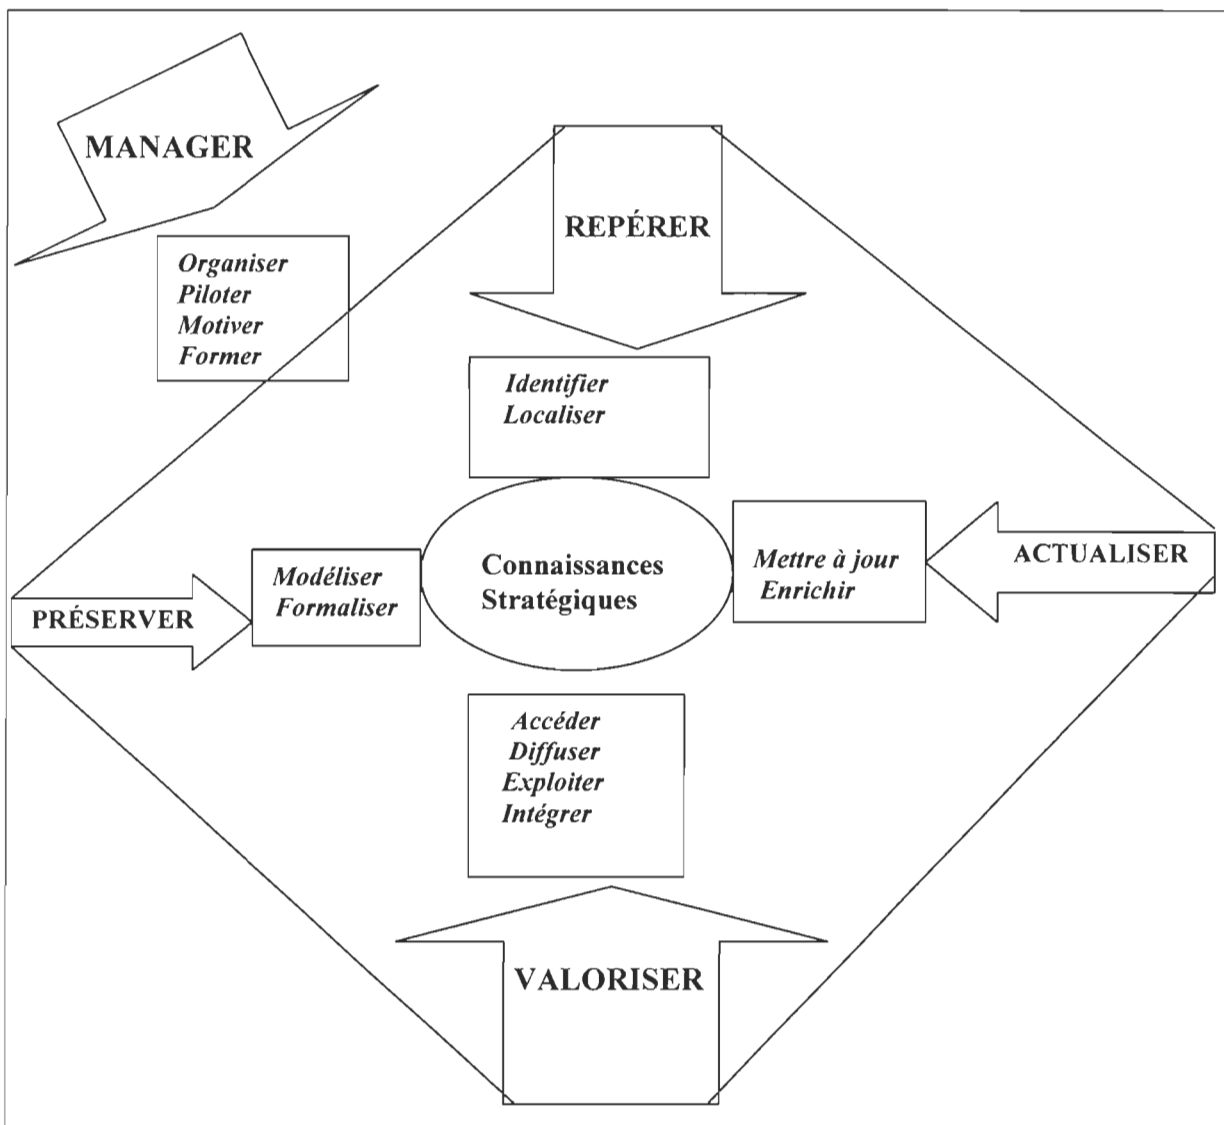 MANAGER
REPÉRER
Organiser
Piloter
Motiver
Former
Identifier
Localiser
Connaissances
Stratégiques
Mettre à jour
Enrichir
ACTUALISER
Modéliser
Formaliser
PRÉSERVER
Accéder
Diffuser
Exploiter
Intégrer
VALORISER